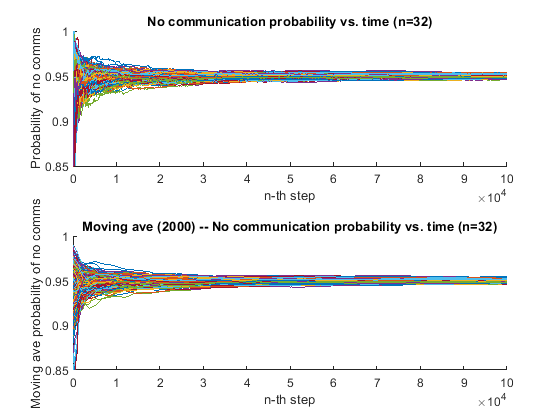 No communication probability vs. time (n=32)
Probability of no comms
1
0.95
0.9
0.85
0 1 2 3 4 5 6 7 8 9 10
n-th step
×10⁴
Moving ave (2000) -- No communication probability vs. time (n=32)
Moving ave probability of no comms
1
0.95
0.9
0.85
0 1 2 3 4 5 6 7 8 9 10
n-th step
×10⁴